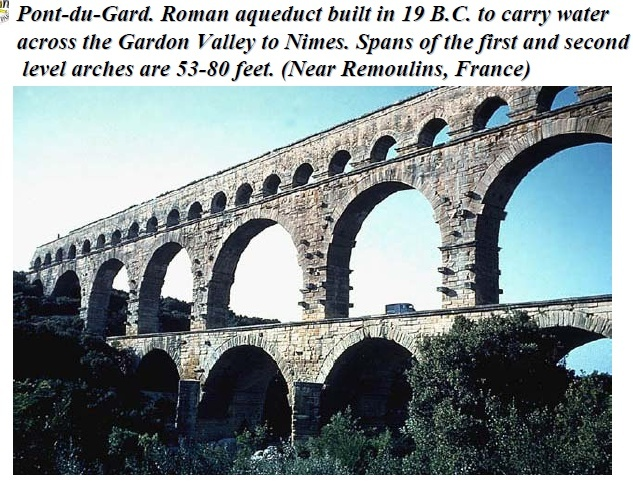 Pont-du-Gard. Roman aqueduct built in 19 B.C. to carry water
across the Gardon Valley to Nimes. Spans of the first and second
level arches are 53-80 feet. (Near Remoulins, France)